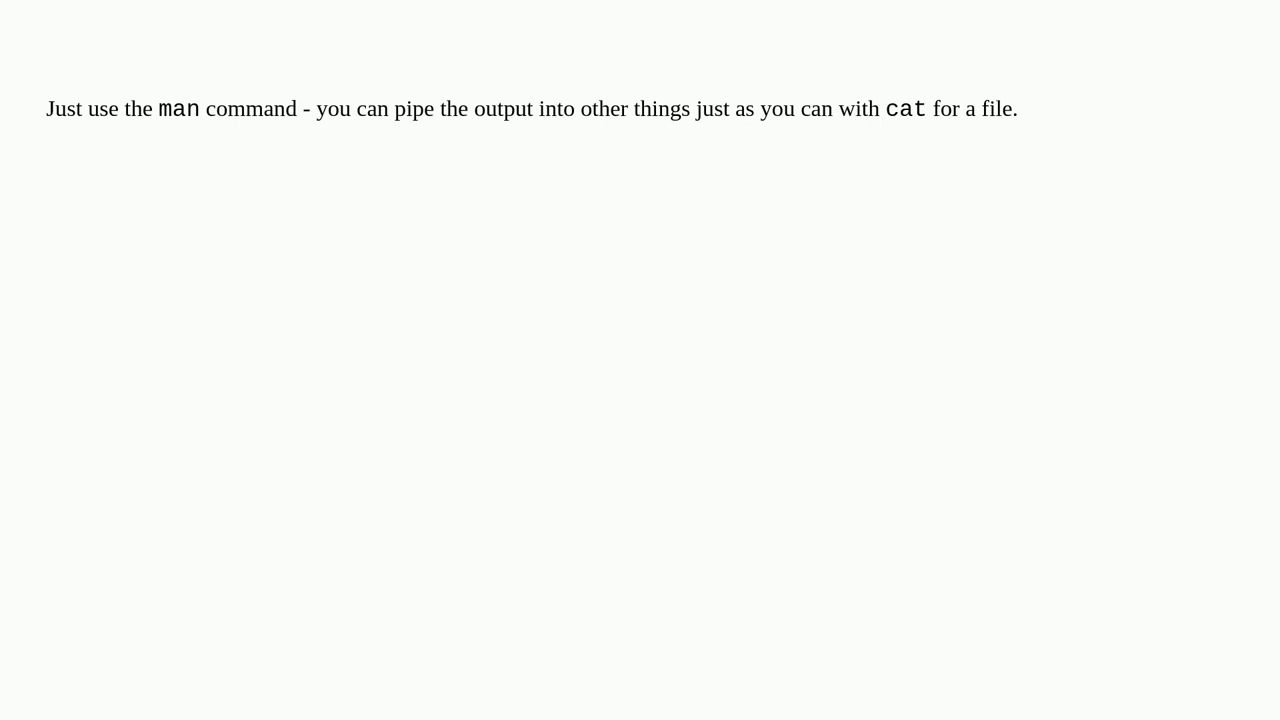 Just use the man command - you can pipe the output into other things just as you can with cat for a file.